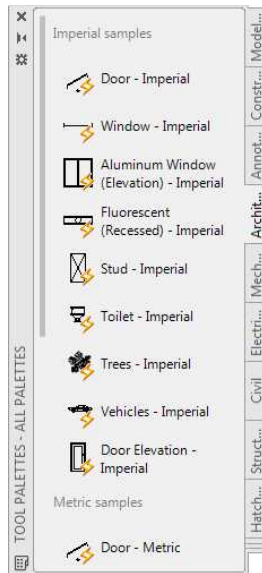 Imperial samples
Door - Imperial
Window - Imperial
Aluminum Window
(Elevation) - Imperial
Fluorescent
(Recessed) - Imperial
Stud - Imperial
Toilet - Imperial
Trees - Imperial
Vehicles - Imperial
Door Elevation -
Imperial
Metric samples
Door - Metric
TOOL PALETTES - ALL PALETTES
Model...
Constr...
Annot...
Archit...
Mech...
Electri...
Civil
Struct...
Hatch...